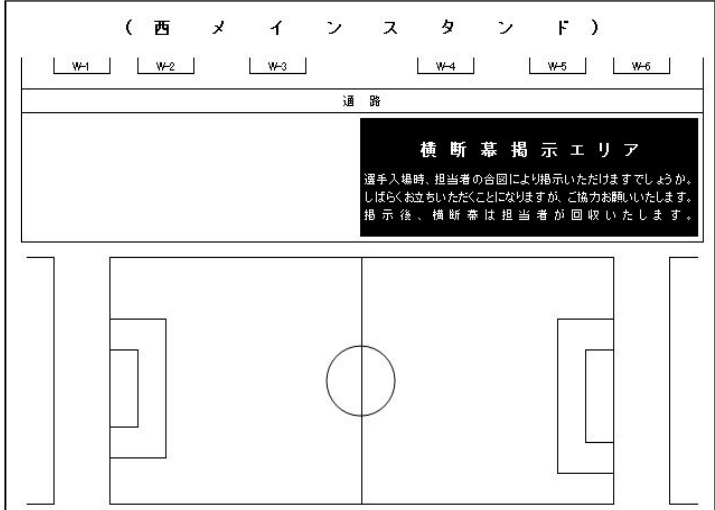 (西メインスタンド)
W-1 W-2 W-3 W-4 W-5 W-6
通路
横断幕掲示エリア
選手入場時、担当者の合図により掲示いただけますでしょうか。
しばらくお立ちいただくことになりますが、ご協力お願いいたします。
掲示後、横断幕は担当者が回収いたします。